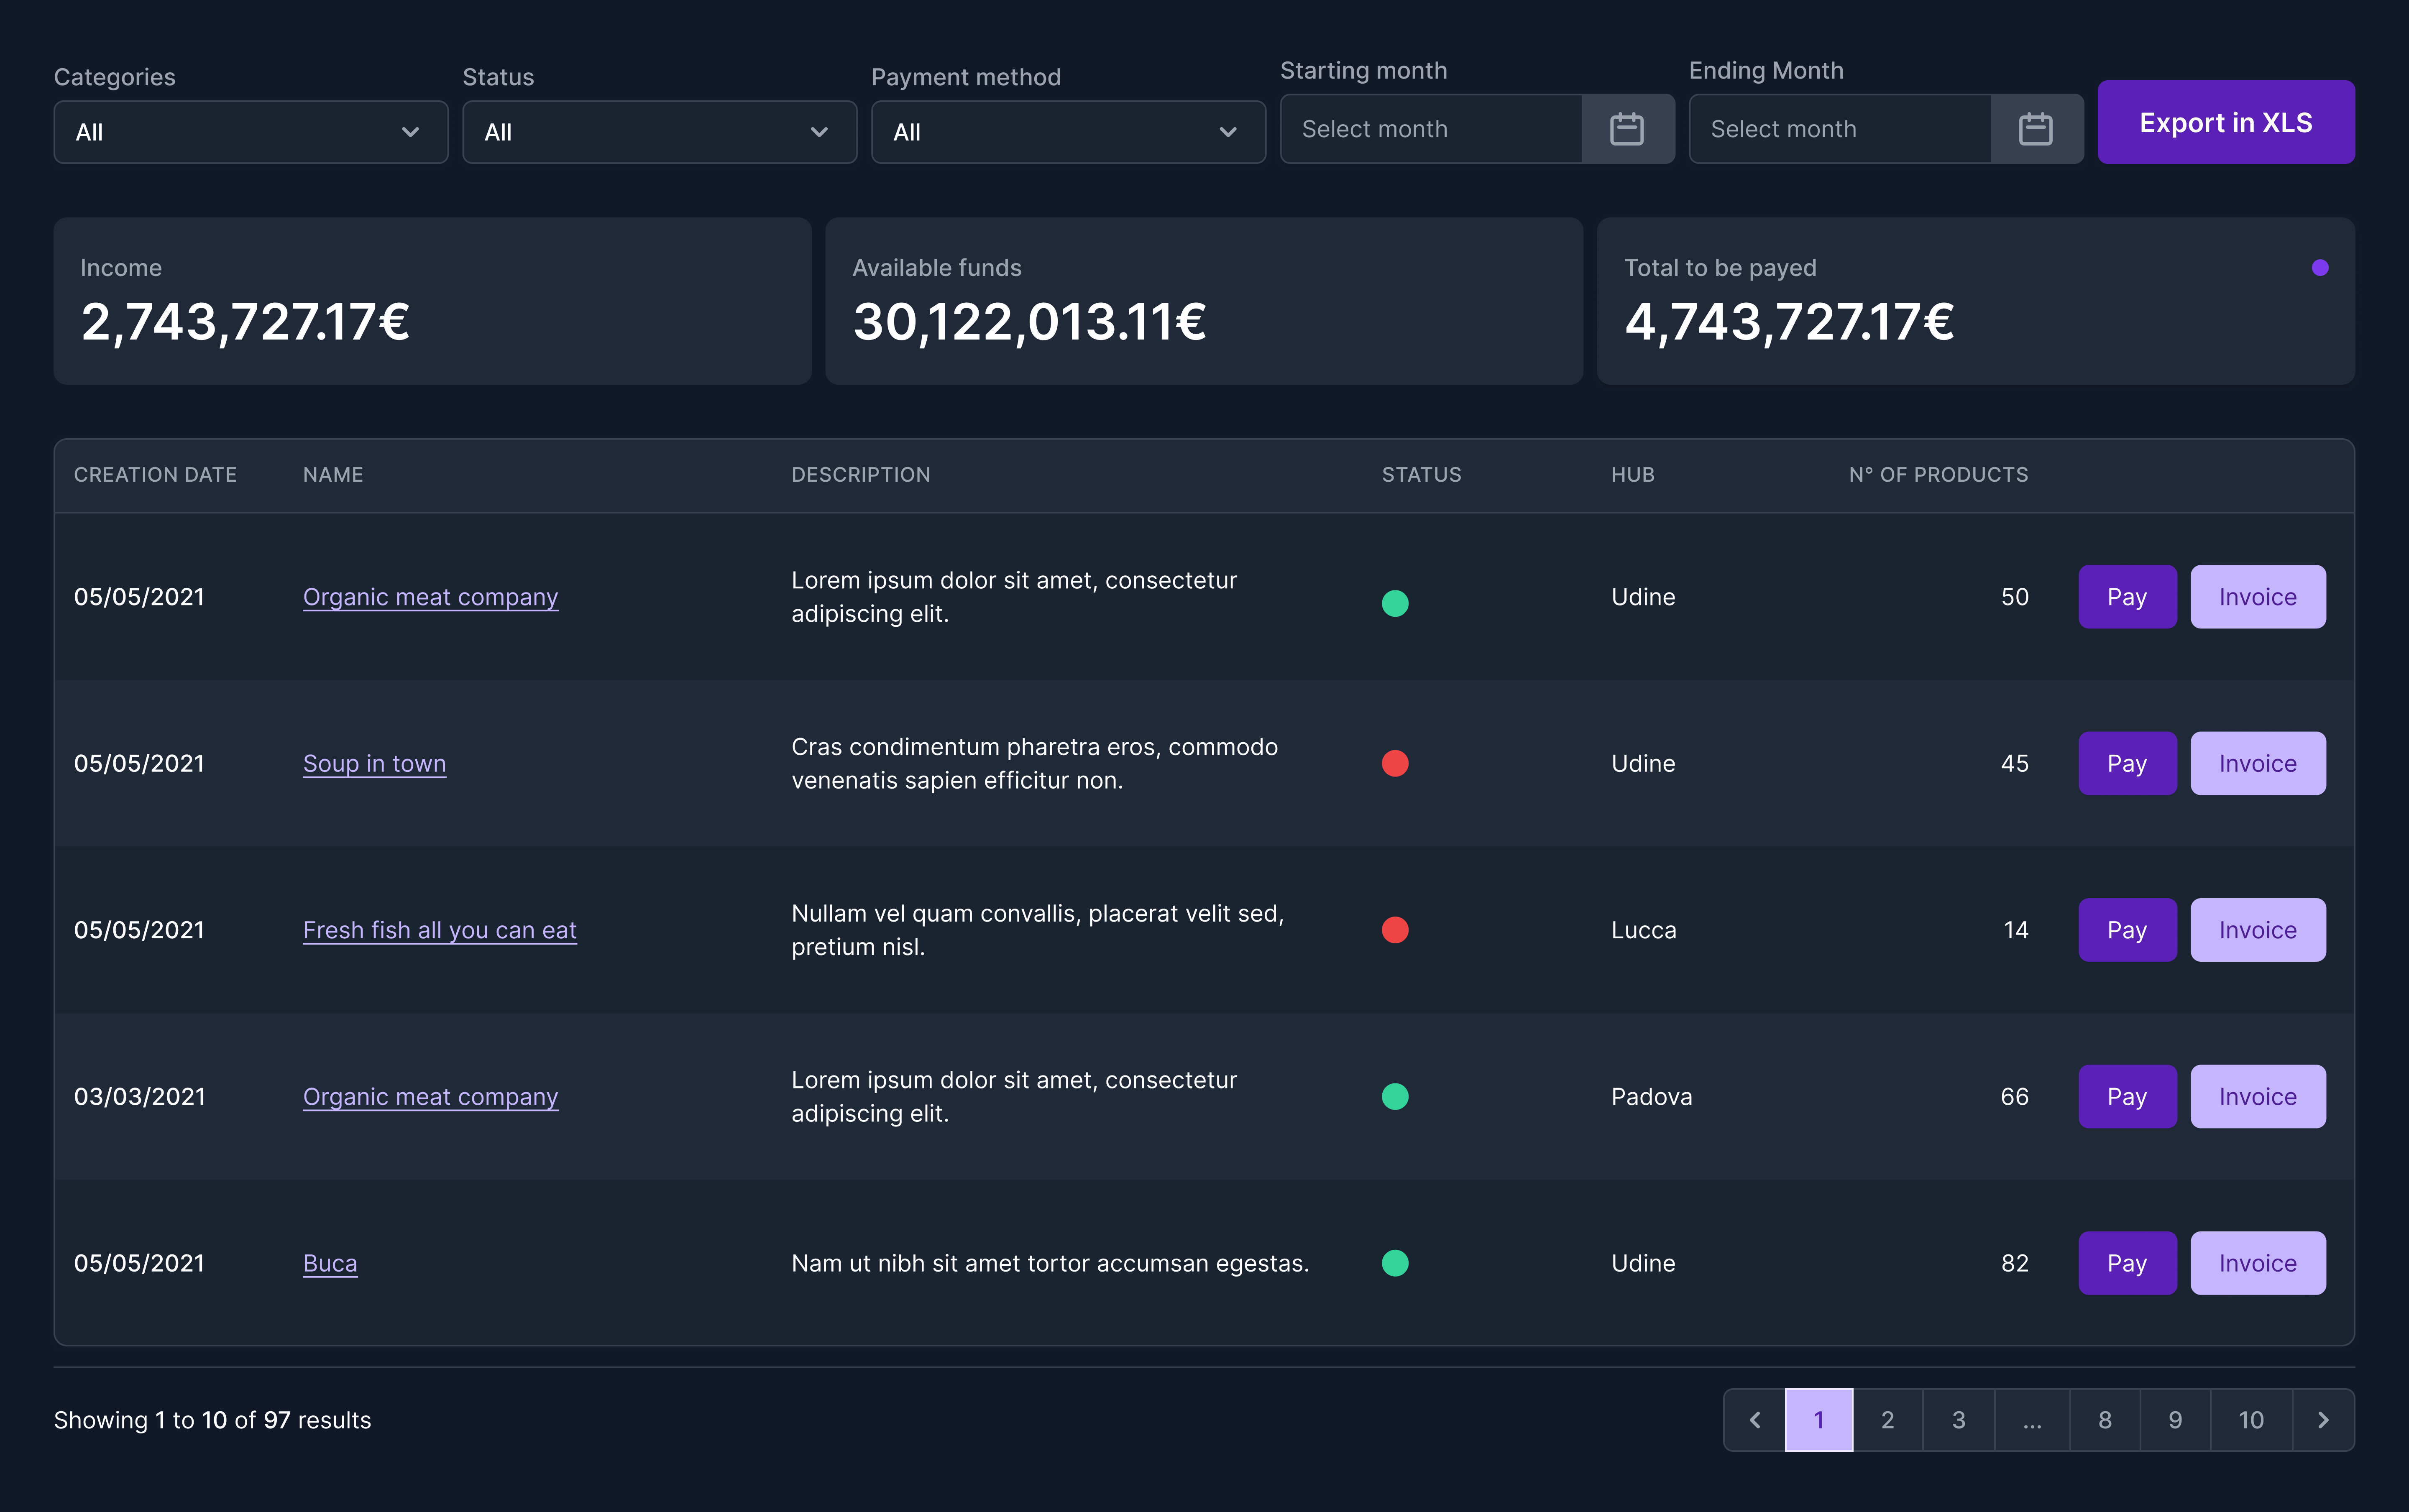 Categories
Status
Payment method
Starting month
Ending Month
All
All
All
Select month
Select month
Export in XLS
Income
2,743,727.17€
Available funds
30,122,013.11€
Total to be payed
4,743,727.17€
CREATION DATE NAME DESCRIPTION STATUS HUB N° OF PRODUCTS
05/05/2021
Organic meat company
Lorem ipsum dolor sit amet, consectetur
adipiscing elit.
Udine
50
Pay
Invoice
05/05/2021
Soup in town
Cras condimentum pharetra eros, commodo
venenatis sapien efficitur non.
Udine
45
Pay
Invoice
05/05/2021
Fresh fish all you can eat
Nullam vel quam convallis, placerat velit sed,
pretium nisl.
Lucca
14
Pay
Invoice
03/03/2021
Organic meat company
Lorem ipsum dolor sit amet, consectetur
adipiscing elit.
Padova
66
Pay
Invoice
05/05/2021
Buca
Nam ut nibh sit amet tortor accumsan egestas.
Udine
82
Pay
Invoice
Showing 1 to 10 of 97 results
1 2 3 ... 8 9 10